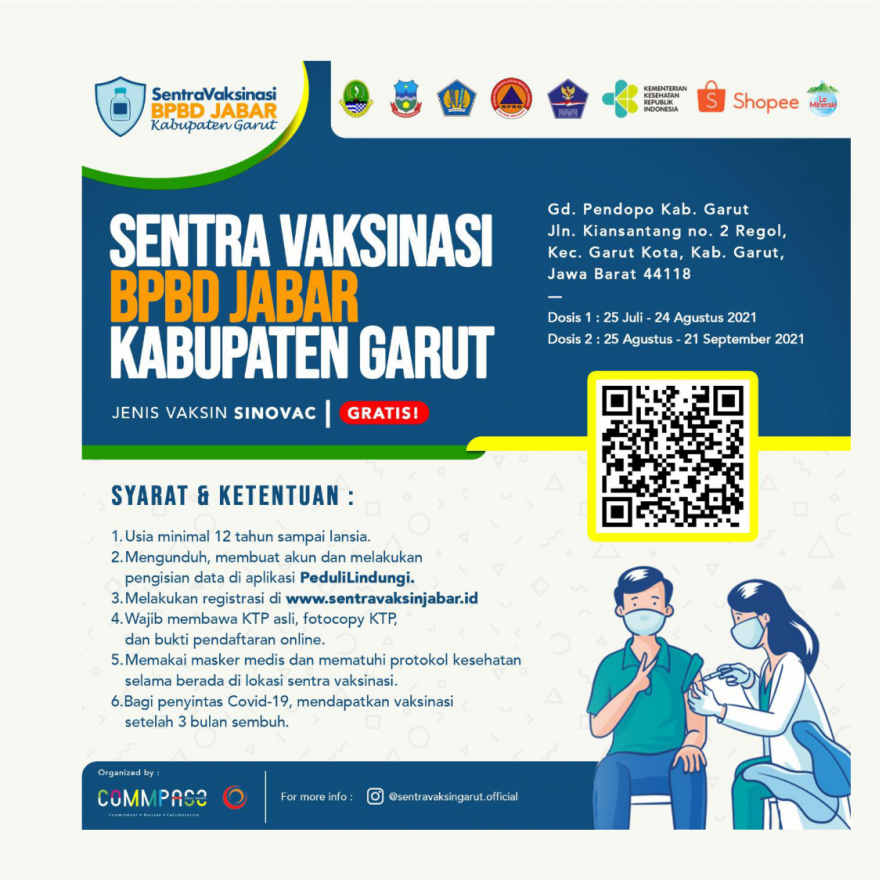 SentraVaksinasi
BPBD JABAR
Kabupaten Garut
KEMENTERIAN
KESEHATAN
REPUBLIK
INDONESIA
S
Shopee
Le
Minerale
SENTRA VAKSINASI
BPBD JABAR
KABUPATEN GARUT
JENIS VAKSIN SINOVAC | GRATIS!
Gd. Pendopo Kab. Garut
Jln. Kiansantang no. 2 Regol,
Kec. Garut Kota, Kab. Garut,
Jawa Barat 44118
Dosis 1 : 25 Juli - 24 Agustus 2021
Dosis 2 : 25 Agustus - 21 September 2021
SYARAT & KETENTUAN :
1. Usia minimal 12 tahun sampai lansia.
2. Mengunduh, membuat akun dan melakukan
pengisian data di aplikasi PeduliLindungi.
3. Melakukan registrasi di www.sentravaksinjabar.id
4. Wajib membawa KTP asli, fotocopy KTP,
dan bukti pendaftaran online.
5. Memakai masker medis dan mematuhi protokol kesehatan
selama berada di lokasi sentra vaksinasi.
6. Bagi penyintas Covid-19, mendapatkan vaksinasi
setelah 3 bulan sembuh.
Organized by :
COMMPASS
Commitment • Passion • Collaboration
For more info :
@sentravaksingarut.official